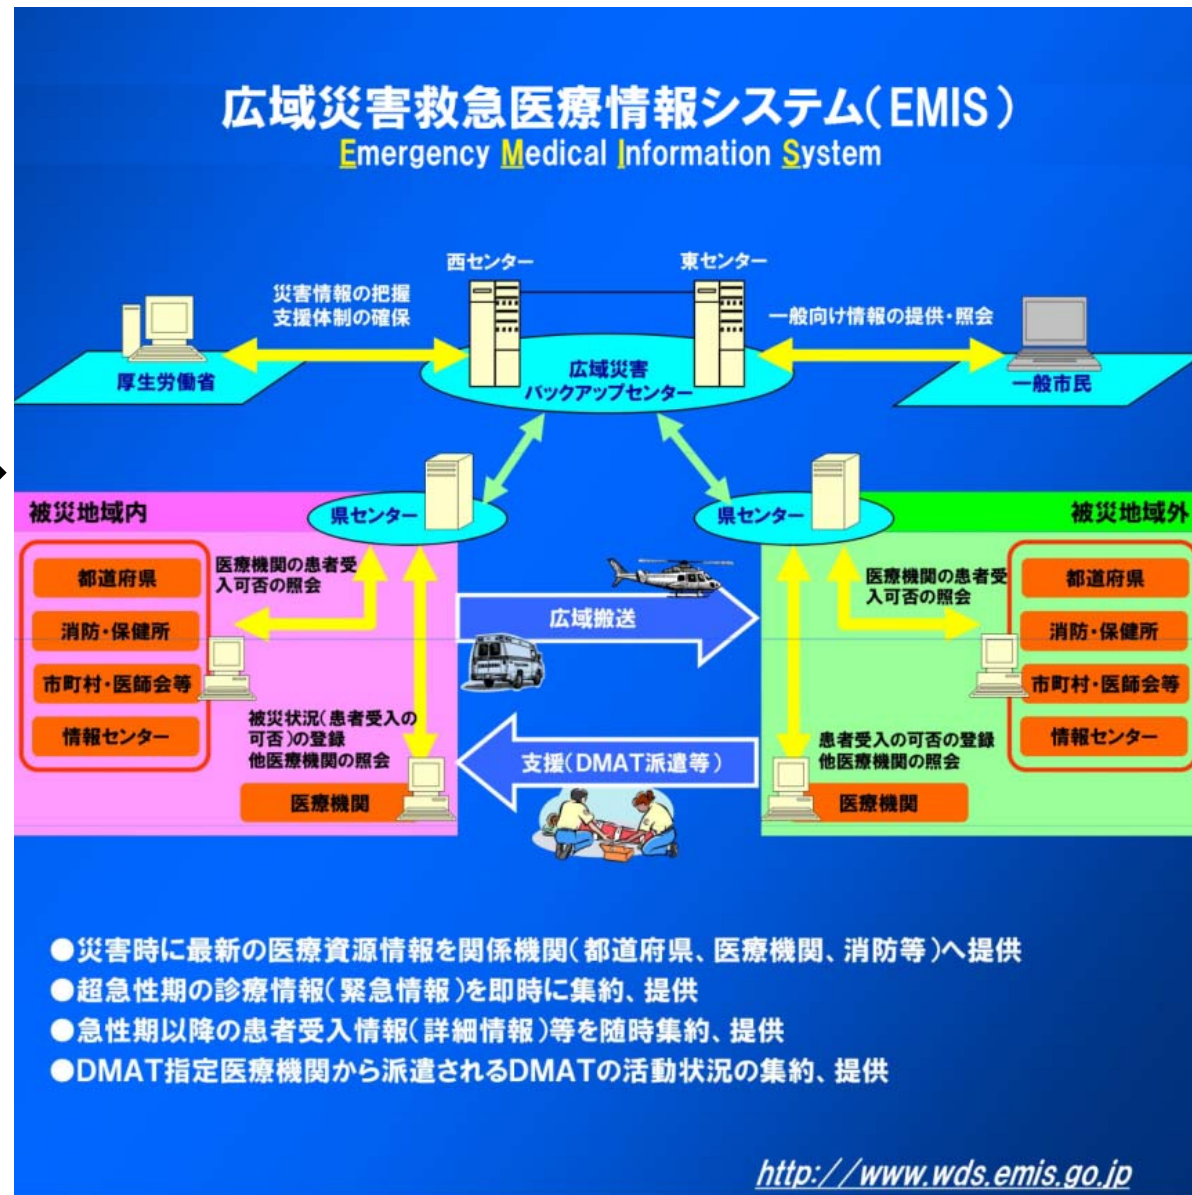 広域災害救急医療情報システム(EMIS)
Emergency Medical Information System
西センター
東センター
災害情報の把握
支援体制の確保
一般向け情報の提供・照会
厚生労働省
広域災害
バックアップセンター
一般市民
被災地域内
県センター
県センター
被災地域外
都道府県
消防・保健所
市町村・医師会等
情報センター
医療機関の患者受
入可否の照会
被災状況(患者受入の
可否)の登録
他医療機関の照会
医療機関
広域搬送
支援(DMAT派遣等)
医療機関の患者受
入可否の照会
患者受入の可否の登録
他医療機関の照会
医療機関
都道府県
消防・保健所
市町村・医師会等
情報センター
●災害時に最新の医療資源情報を関係機関(都道府県、医療機関、消防等)へ提供
●超急性期の診療情報(緊急情報)を即時に集約、提供
●急性期以降の患者受入情報(詳細情報)等を随時集約、提供
●DMAT指定医療機関から派遣されるDMATの活動状況の集約、提供
http://www.wds.emis.go.jp